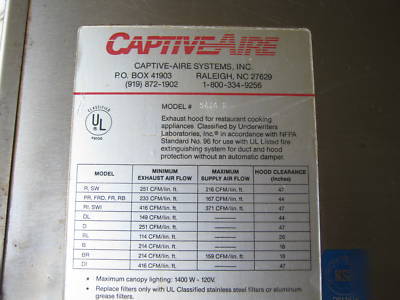 CAPTIVEAIRE
CAPTIVE-AIRE SYSTEMS, INC.
P.O. BOX 41903 RALEIGH, NC 27629
(919) 872-1902 1-800-334-9256
CLASSIFIED
UL
MODEL #
Exhaust hood for restaurant cooking
appliances. Classified by Underwriters
Laboratories, Inc.® in accordance with NFPA
Standard No. 96 for use with UL Listed fire
extinguishing system for duct and hood
protection without an automatic damper.
MODEL MINIMUM EXHAUST AIR FLOW MAXIMUM SUPPLY AIR FLOW HOOD CLEARANCE (Inches)
R, SW 251 CFM/lin. ft. 216 CFM/lin. ft. 47
PR, FRD, FR, RB 233 CFM/lin. ft. 167 CFM/lin. ft. 44
RI, SWI 416 CFM/lin. ft. 371 CFM/lin. ft. 47
DL 149 CFM/lin. ft. 44
D 251 CFM/lin. ft. 47
RL 114 CFM/lin. ft.
B 214 CFM/lin. ft. 18
BR 214 CFM/lin. ft. 159 CFM/lin. ft. 18
DI 416 CFM/lin. ft. 47
• Maximum canopy lighting: 1400 W - 120V.
• Replace filters only with UL Classified stainless steel filters or aluminum
grease filters.